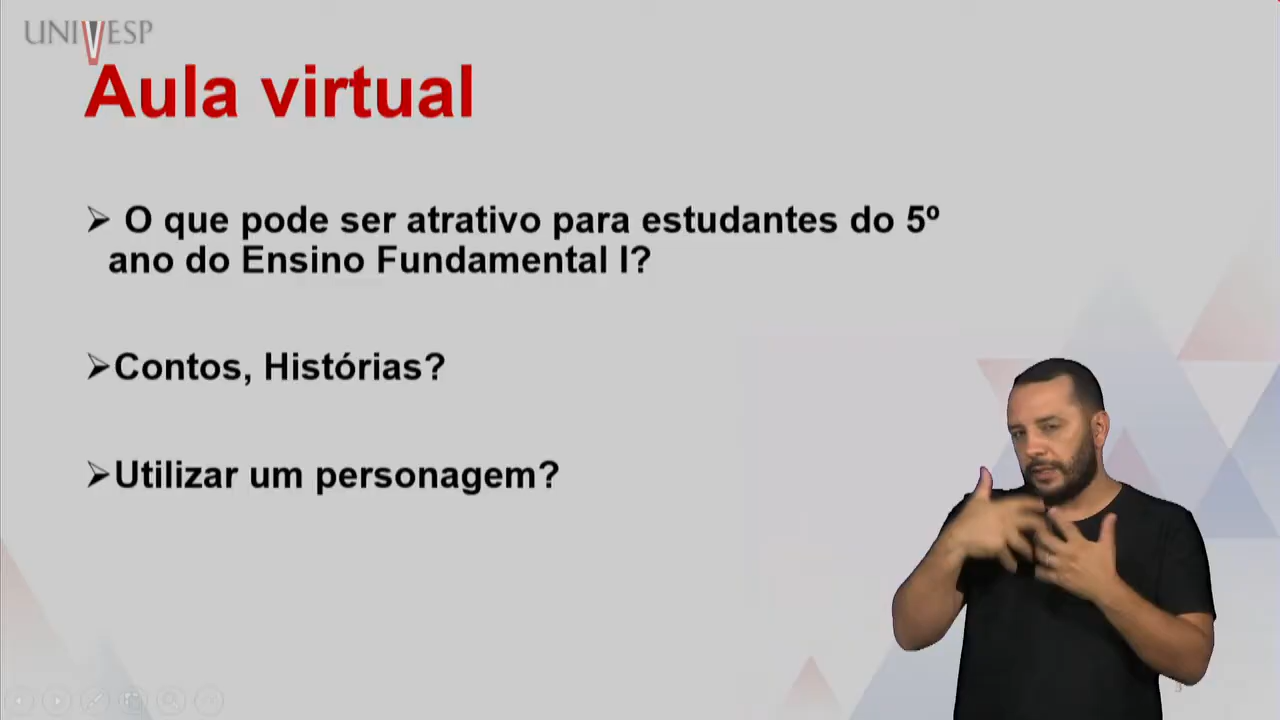 UNIVESP
Aula virtual
➢ O que pode ser atrativo para estudantes do 5º
ano do Ensino Fundamental I?
➢Contos, Histórias?
➢Utilizar um personagem?